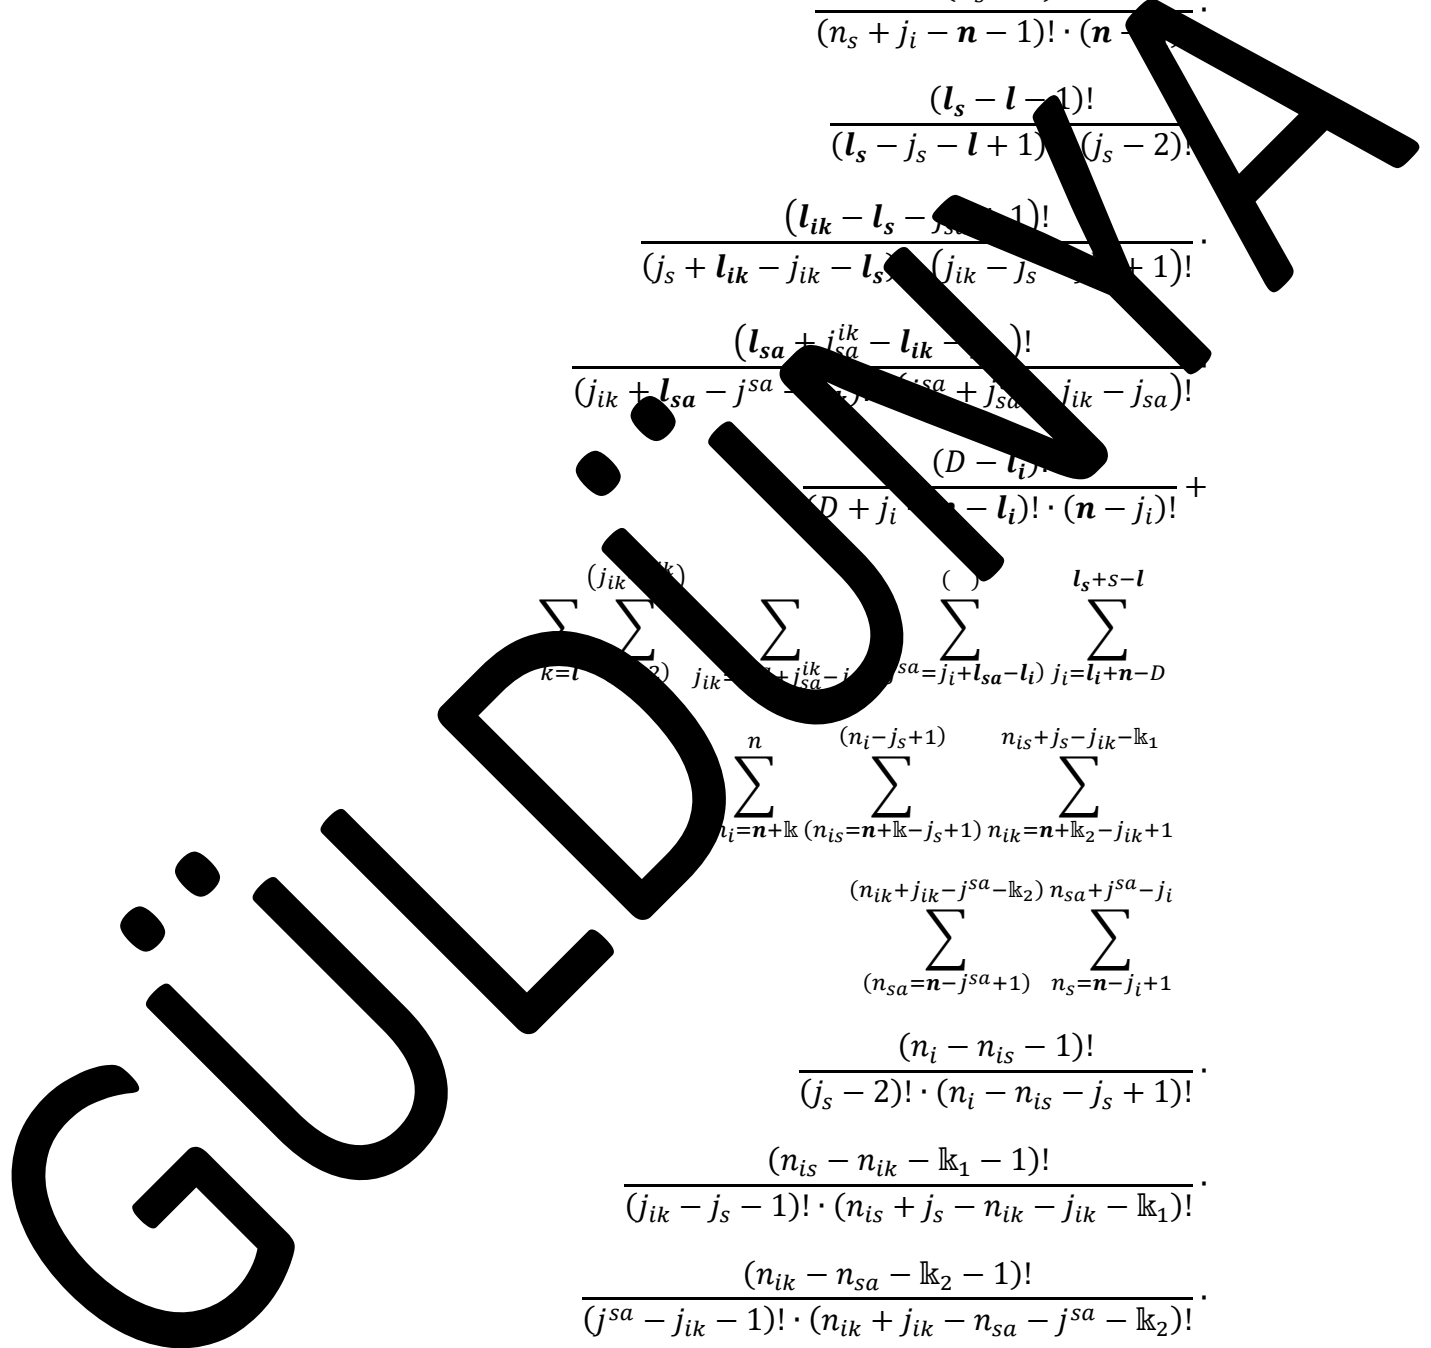 (n_s + j_i − n − 1)! · (n −
(l_s − l − 1)!
(l_s − j_s − l + 1) (j_s − 2)!
(l_ik − l_s − 1)!
(j_s + l_ik − j_ik − l_s) (j_ik − j_s + 1)! ·
(l_sa + j_sa^ik − l_ik − )!
(j_ik + l_sa − j^sa − j^sa + j_sa j_ik − j_sa)!
(D − l_i)!
(D + j_i − l_i)! · (n − j_i)! +
(j_ik ) ( ) l_s+s−l
∑ ∑ ∑ ∑ ∑
k=l 2) j_ik= +j_sa^ik− sa=j_i+l_sa−l_i) j_i=l_i+n−D
n (n_i−j_s+1) n_is+j_s−j_ik−𝕜_1
∑ ∑ ∑
n_i=n+𝕜 (n_is=n+𝕜−j_s+1) n_ik=n+𝕜_2−j_ik+1
(n_ik+j_ik−j^sa−𝕜_2) n_sa+j^sa−j_i
∑ ∑
(n_sa=n−j^sa+1) n_s=n−j_i+1
(n_i − n_is − 1)!
(j_s − 2)! · (n_i − n_is − j_s + 1)! ·
(n_is − n_ik − 𝕜_1 − 1)!
(j_ik − j_s − 1)! · (n_is + j_s − n_ik − j_ik − 𝕜_1)! ·
(n_ik − n_sa − 𝕜_2 − 1)!
(j^sa − j_ik − 1)! · (n_ik + j_ik − n_sa − j^sa − 𝕜_2)! ·
GÜLDÜNYA